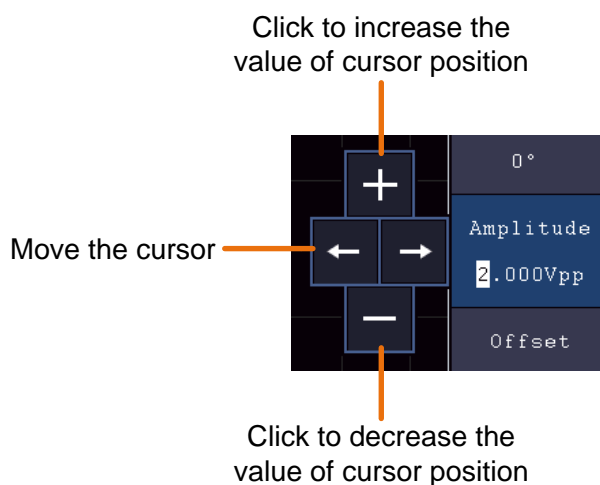 Click to increase the
value of cursor position
0°
Amplitude
Move the cursor
2.000Vpp
Offset
Click to decrease the
value of cursor position